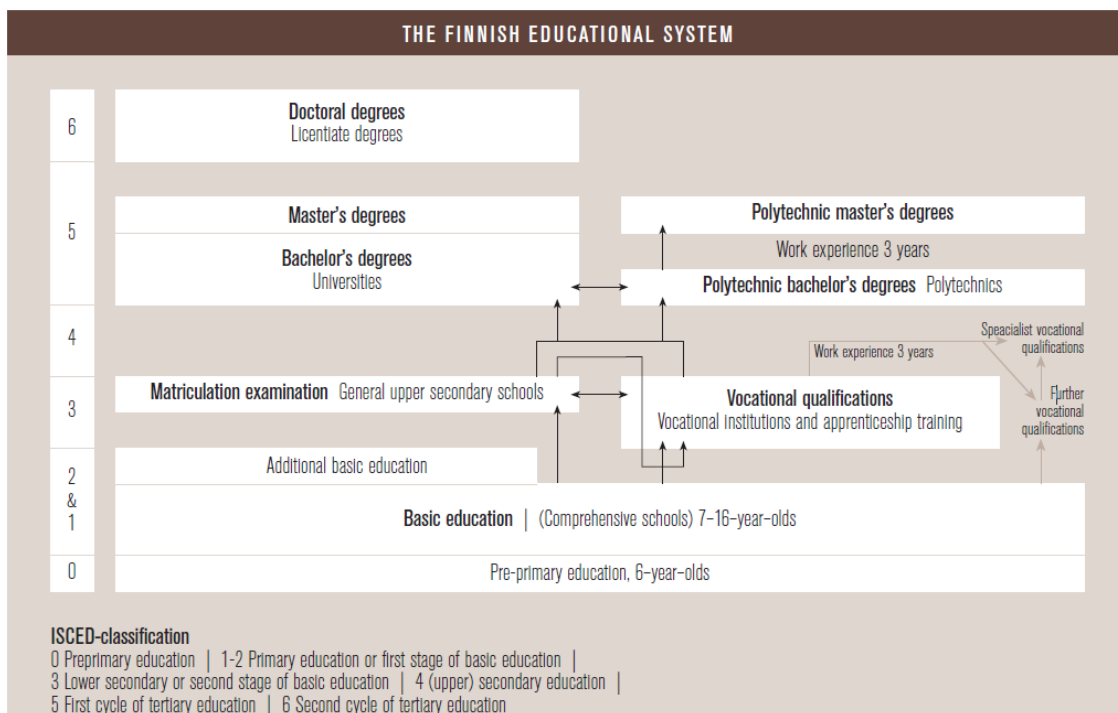 THE FINNISH EDUCATIONAL SYSTEM
6
Doctoral degrees
Licentiate degrees
5
Master's degrees
Polytechnic master's degrees
Work experience 3 years
Bachelor's degrees
Universities
Polytechnic bachelor's degrees Polytechnics
4
Work experience 3 years
Speacialist vocational
qualifications
3
Matriculation examination General upper secondary schools
Vocational qualifications
Vocational institutions and apprenticeship training
Further
vocational
qualifications
2
&
1
Additional basic education
Basic education | (Comprehensive schools) 7–16–year–olds
0
Pre-primary education, 6–year–olds
ISCED-classification
0 Preprimary education | 1-2 Primary education or first stage of basic education |
3 Lower secondary or second stage of basic education | 4 (upper) secondary education |
5 First cycle of tertiary education | 6 Second cycle of tertiary education